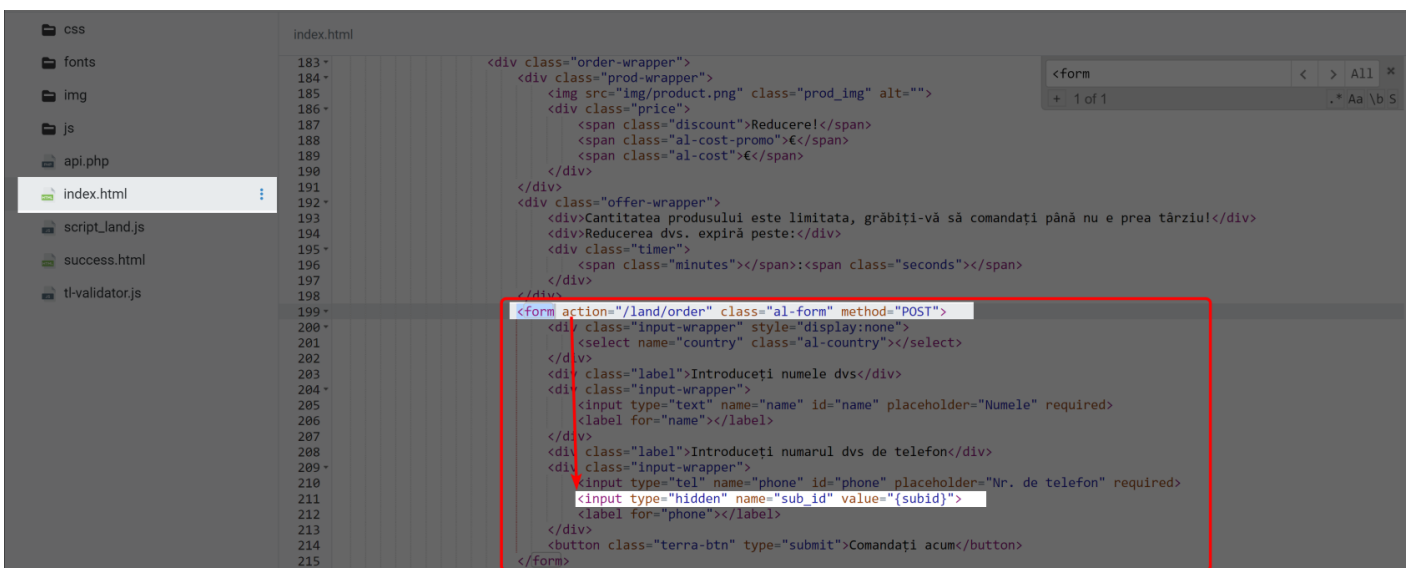 css
fonts
img
js
api.php
index.html
script_land.js
success.html
tl-validator.js
index.html
<form
All
+ 1 of 1
.* Aa \b S
183 <div class="order-wrapper">
184 <div class="prod-wrapper">
185 <img src="img/product.png" class="prod_img" alt="">
186 <div class="price">
187 <span class="discount">Reducere!</span>
188 <span class="al-cost-promo">€</span>
189 <span class="al-cost">€</span>
190 </div>
191 </div>
192 <div class="offer-wrapper">
193 <div>Cantitatea produsului este limitata, grăbiți-vă să comandați până nu e prea târziu!</div>
194 <div>Reducerea dvs. expiră peste:</div>
195 <div class="timer">
196 <span class="minutes"></span>:<span class="seconds"></span>
197 </div>
198 </div>
199 <form action="/land/order" class="al-form" method="POST">
200 <div class="input-wrapper" style="display:none">
201 <select name="country" class="al-country"></select>
202 </div>
203 <div class="label">Introduceți numele dvs</div>
204 <div class="input-wrapper">
205 <input type="text" name="name" id="name" placeholder="Numele" required>
206 <label for="name"></label>
207 </div>
208 <div class="label">Introduceți numarul dvs de telefon</div>
209 <div class="input-wrapper">
210 <input type="tel" name="phone" id="phone" placeholder="Nr. de telefon" required>
211 <input type="hidden" name="sub_id" value="{subid}">
212 <label for="phone"></label>
213 </div>
214 <button class="terra-btn" type="submit">Comandați acum</button>
215 </form>